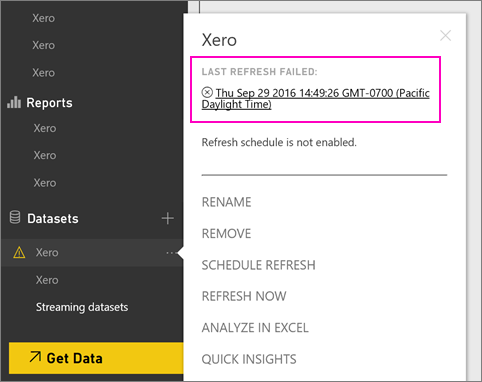 Xero
Xero
Xero
Reports
Xero
Xero
Xero
Datasets
Xero
Xero
Streaming datasets
Get Data
Xero
LAST REFRESH FAILED:
Thu Sep 29 2016 14:49:26 GMT-0700 (Pacific
Daylight Time)
Refresh schedule is not enabled.
RENAME
REMOVE
SCHEDULE REFRESH
REFRESH NOW
ANALYZE IN EXCEL
QUICK INSIGHTS